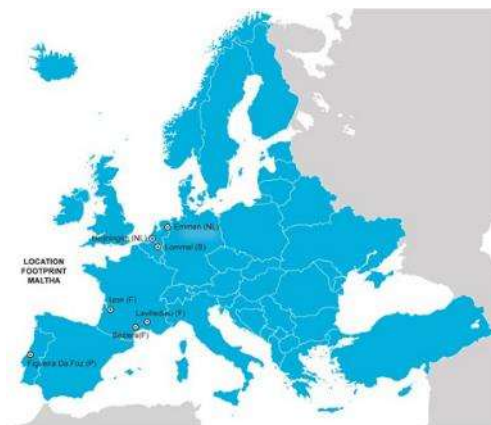 Emmen (NL)
(NL)
Lommel (B)
LOCATION
FOOTPRINT
MALTHA
Izon (F)
Lavilledieu (F)
Béziers(F)
Figueira Da Foz (P)